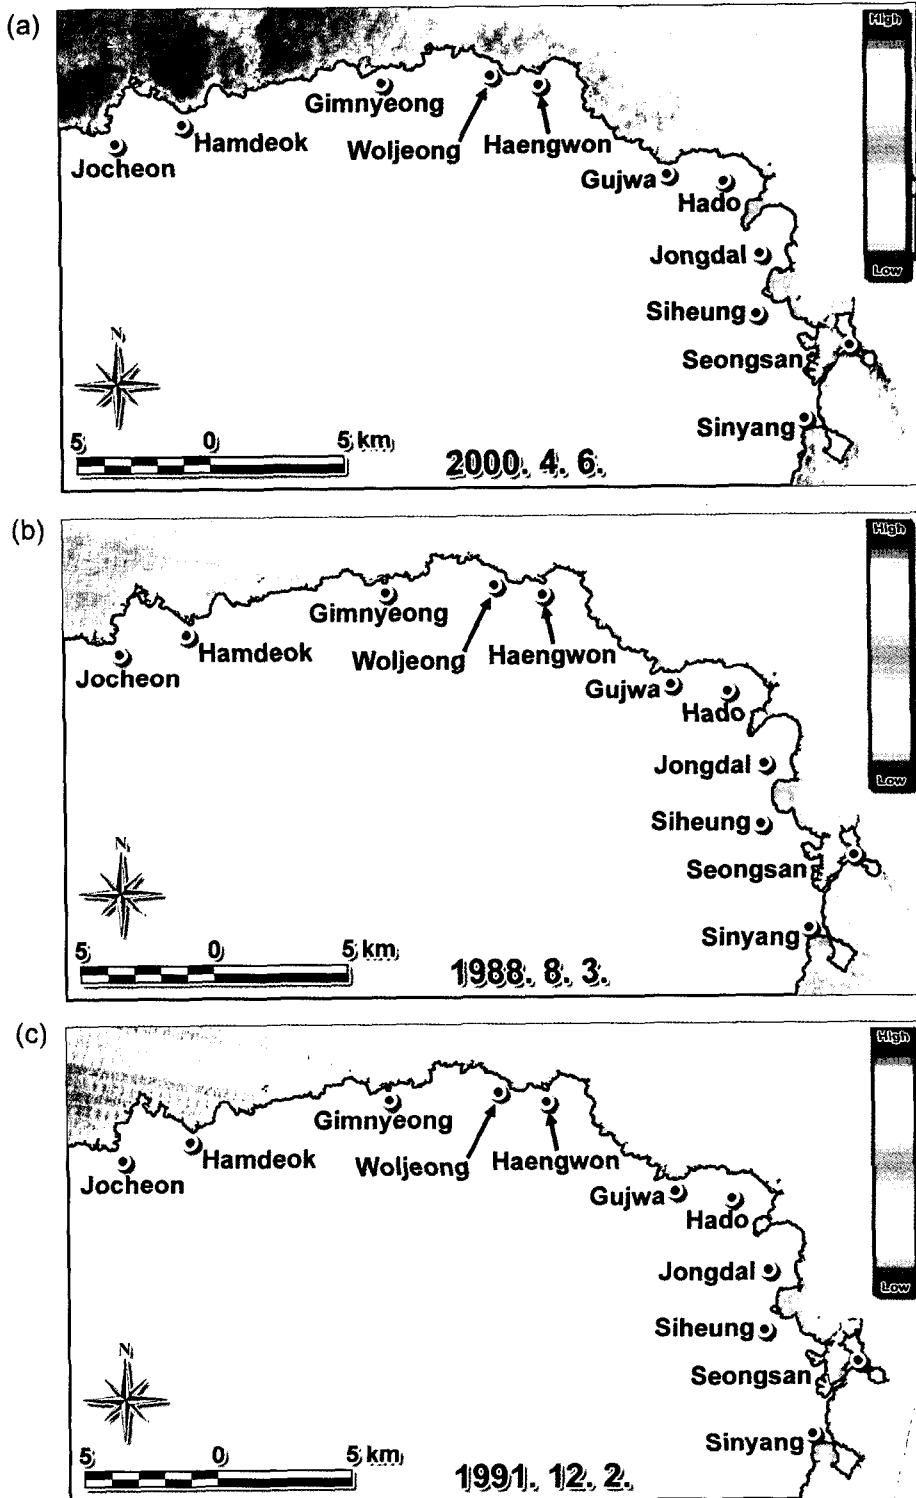 (a)
High
Gimnyeong
Hamdeok
Woljeong
Haengwon
Jocheon
Gujwa
Hado
Jongdal
Low
Siheung
N
Seongsan
Sinyang
5 0 5 km
2000. 4. 6.
(b)
High
Gimnyeong
Hamdeok
Woljeong
Haengwon
Jocheon
Gujwa
Hado
Jongdal
Low
Siheung
N
Seongsan
Sinyang
5 0 5 km
1988. 8. 3.
(c)
High
Gimnyeong
Hamdeok
Woljeong
Haengwon
Jocheon
Gujwa
Hado
Jongdal
Low
Siheung
N
Seongsan
Sinyang
5 0 5 km
1991. 12. 2.